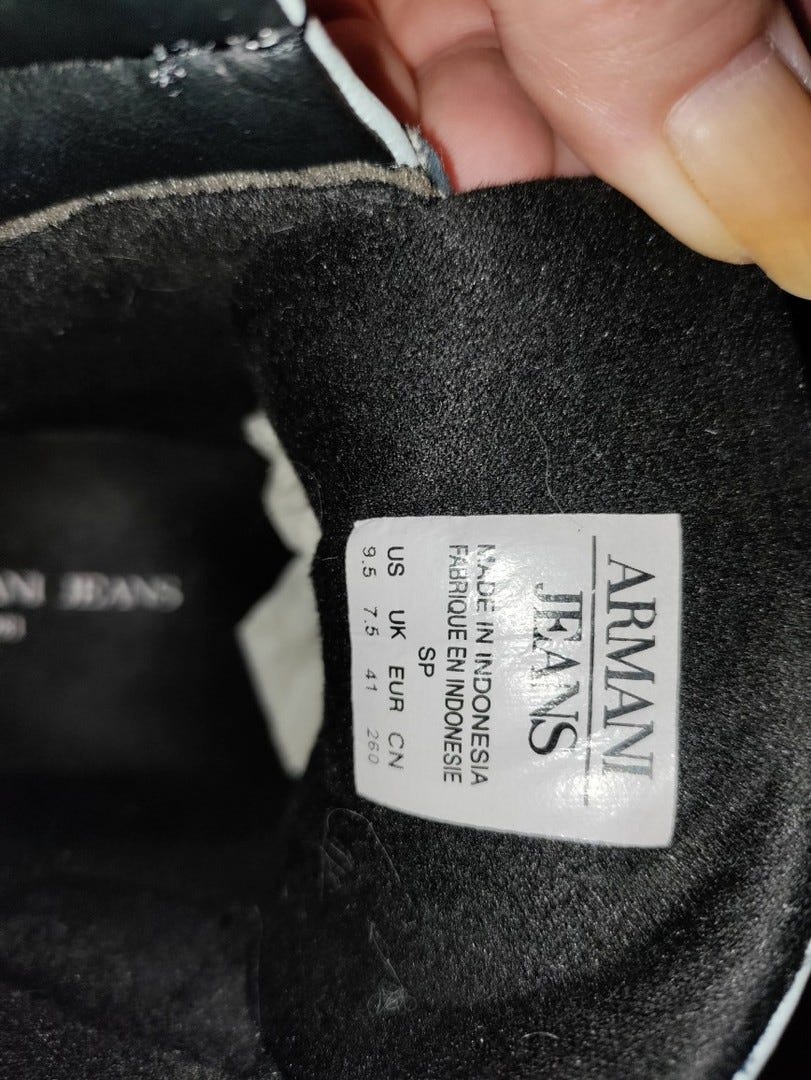 ARMANI
JEANS
MADE IN INDONESIA
FABRIQUE EN INDONESIE
SP
US UK EUR CN
9.5 7.5 41 260
JEANS